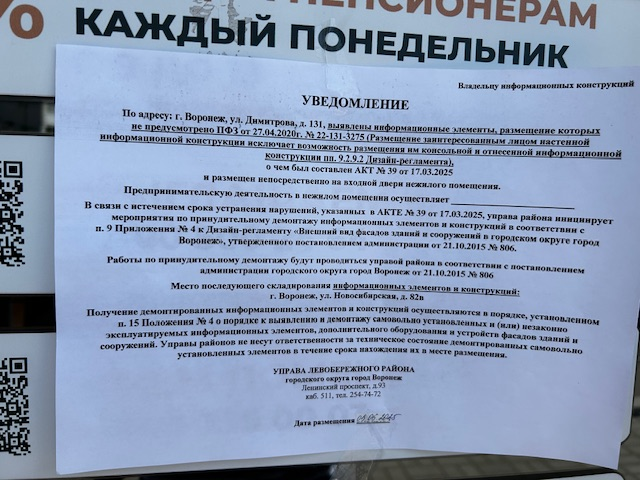 % ПЕНСИОНЕРАМ
КАЖДЫЙ ПОНЕДЕЛЬНИК
Владельцу информационных конструкций
УВЕДОМЛЕНИЕ
По адресу: г. Воронеж, ул. Димитрова, д. 131, выявлены информационные элементы, размещение которых
не предусмотрено ПФЗ от 27.04.2020г. № 22-131-3275 (Размещение заинтересованным лицом настенной
информационной конструкции исключает возможность размещения им консольной и отнесенной информационной
конструкции пп. 9.2.9.2 Дизайн-регламента),
о чем был составлен АКТ № 39 от 17.03.2025
и размещен непосредственно на входной двери нежилого помещения.
Предпринимательскую деятельность в нежилом помещении осуществляет
В связи с истечением срока устранения нарушений, указанных в АКТЕ № 39 от 17.03.2025, управа района инициирует
мероприятия по принудительному демонтажу информационных элементов и конструкций в соответствии с
п. 9 Приложения № 4 к Дизайн-регламенту «Внешний вид фасадов зданий и сооружений в городском округе город
Воронеж», утвержденного постановлением администрации от 21.10.2015 № 806.
Работы по принудительному демонтажу будут проводиться управой района в соответствии с постановлением
администрации городского округа город Воронеж от 21.10.2015 № 806
Место последующего складирования информационных элементов и конструкций:
г. Воронеж, ул. Новосибирская, д. 82в
Получение демонтированных информационных элементов и конструкций осуществляются в порядке, установленном
п. 15 Положения № 4 о порядке к выявлению и демонтажу самовольно установленных и (или) незаконно
эксплуатируемых информационных элементов, дополнительного оборудования и устройств фасадов зданий и
сооружений. Управы районов не несут ответственности за техническое состояние демонтированных самовольно
установленных элементов в течение срока нахождения их в месте размещения.
УПРАВА ЛЕВОБЕРЕЖНОГО РАЙОНА
городского округа город Воронеж
Ленинский проспект, д.93
каб. 511, тел. 254-74-72
Дата размещения